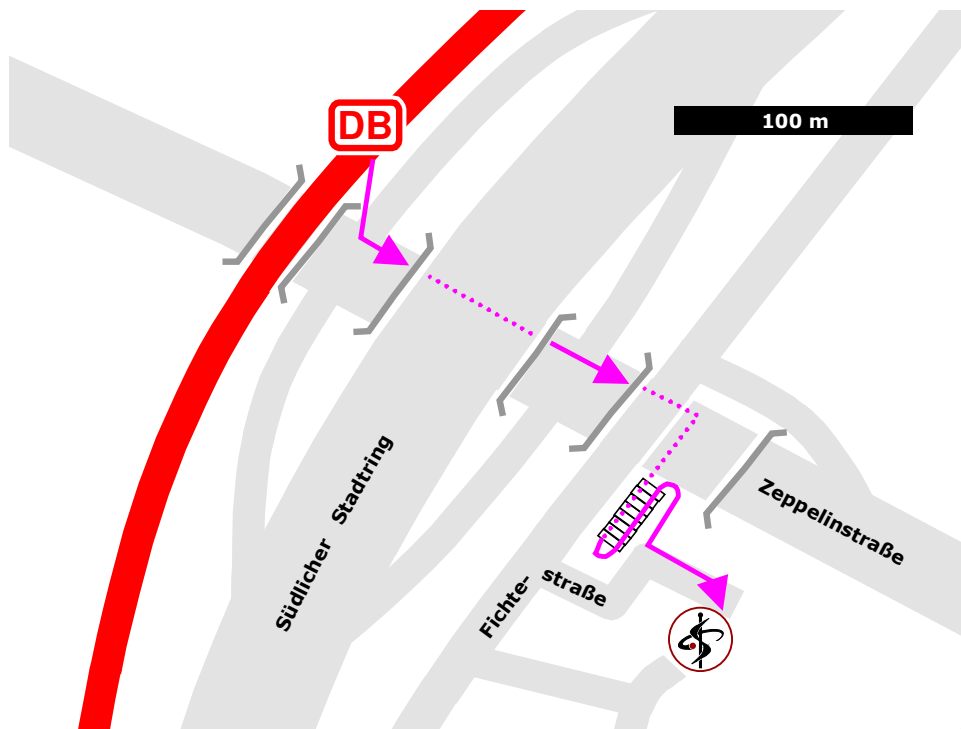 DB
100 m
Südlicher Stadtring
Zeppelinstraße
Fichte-
straße